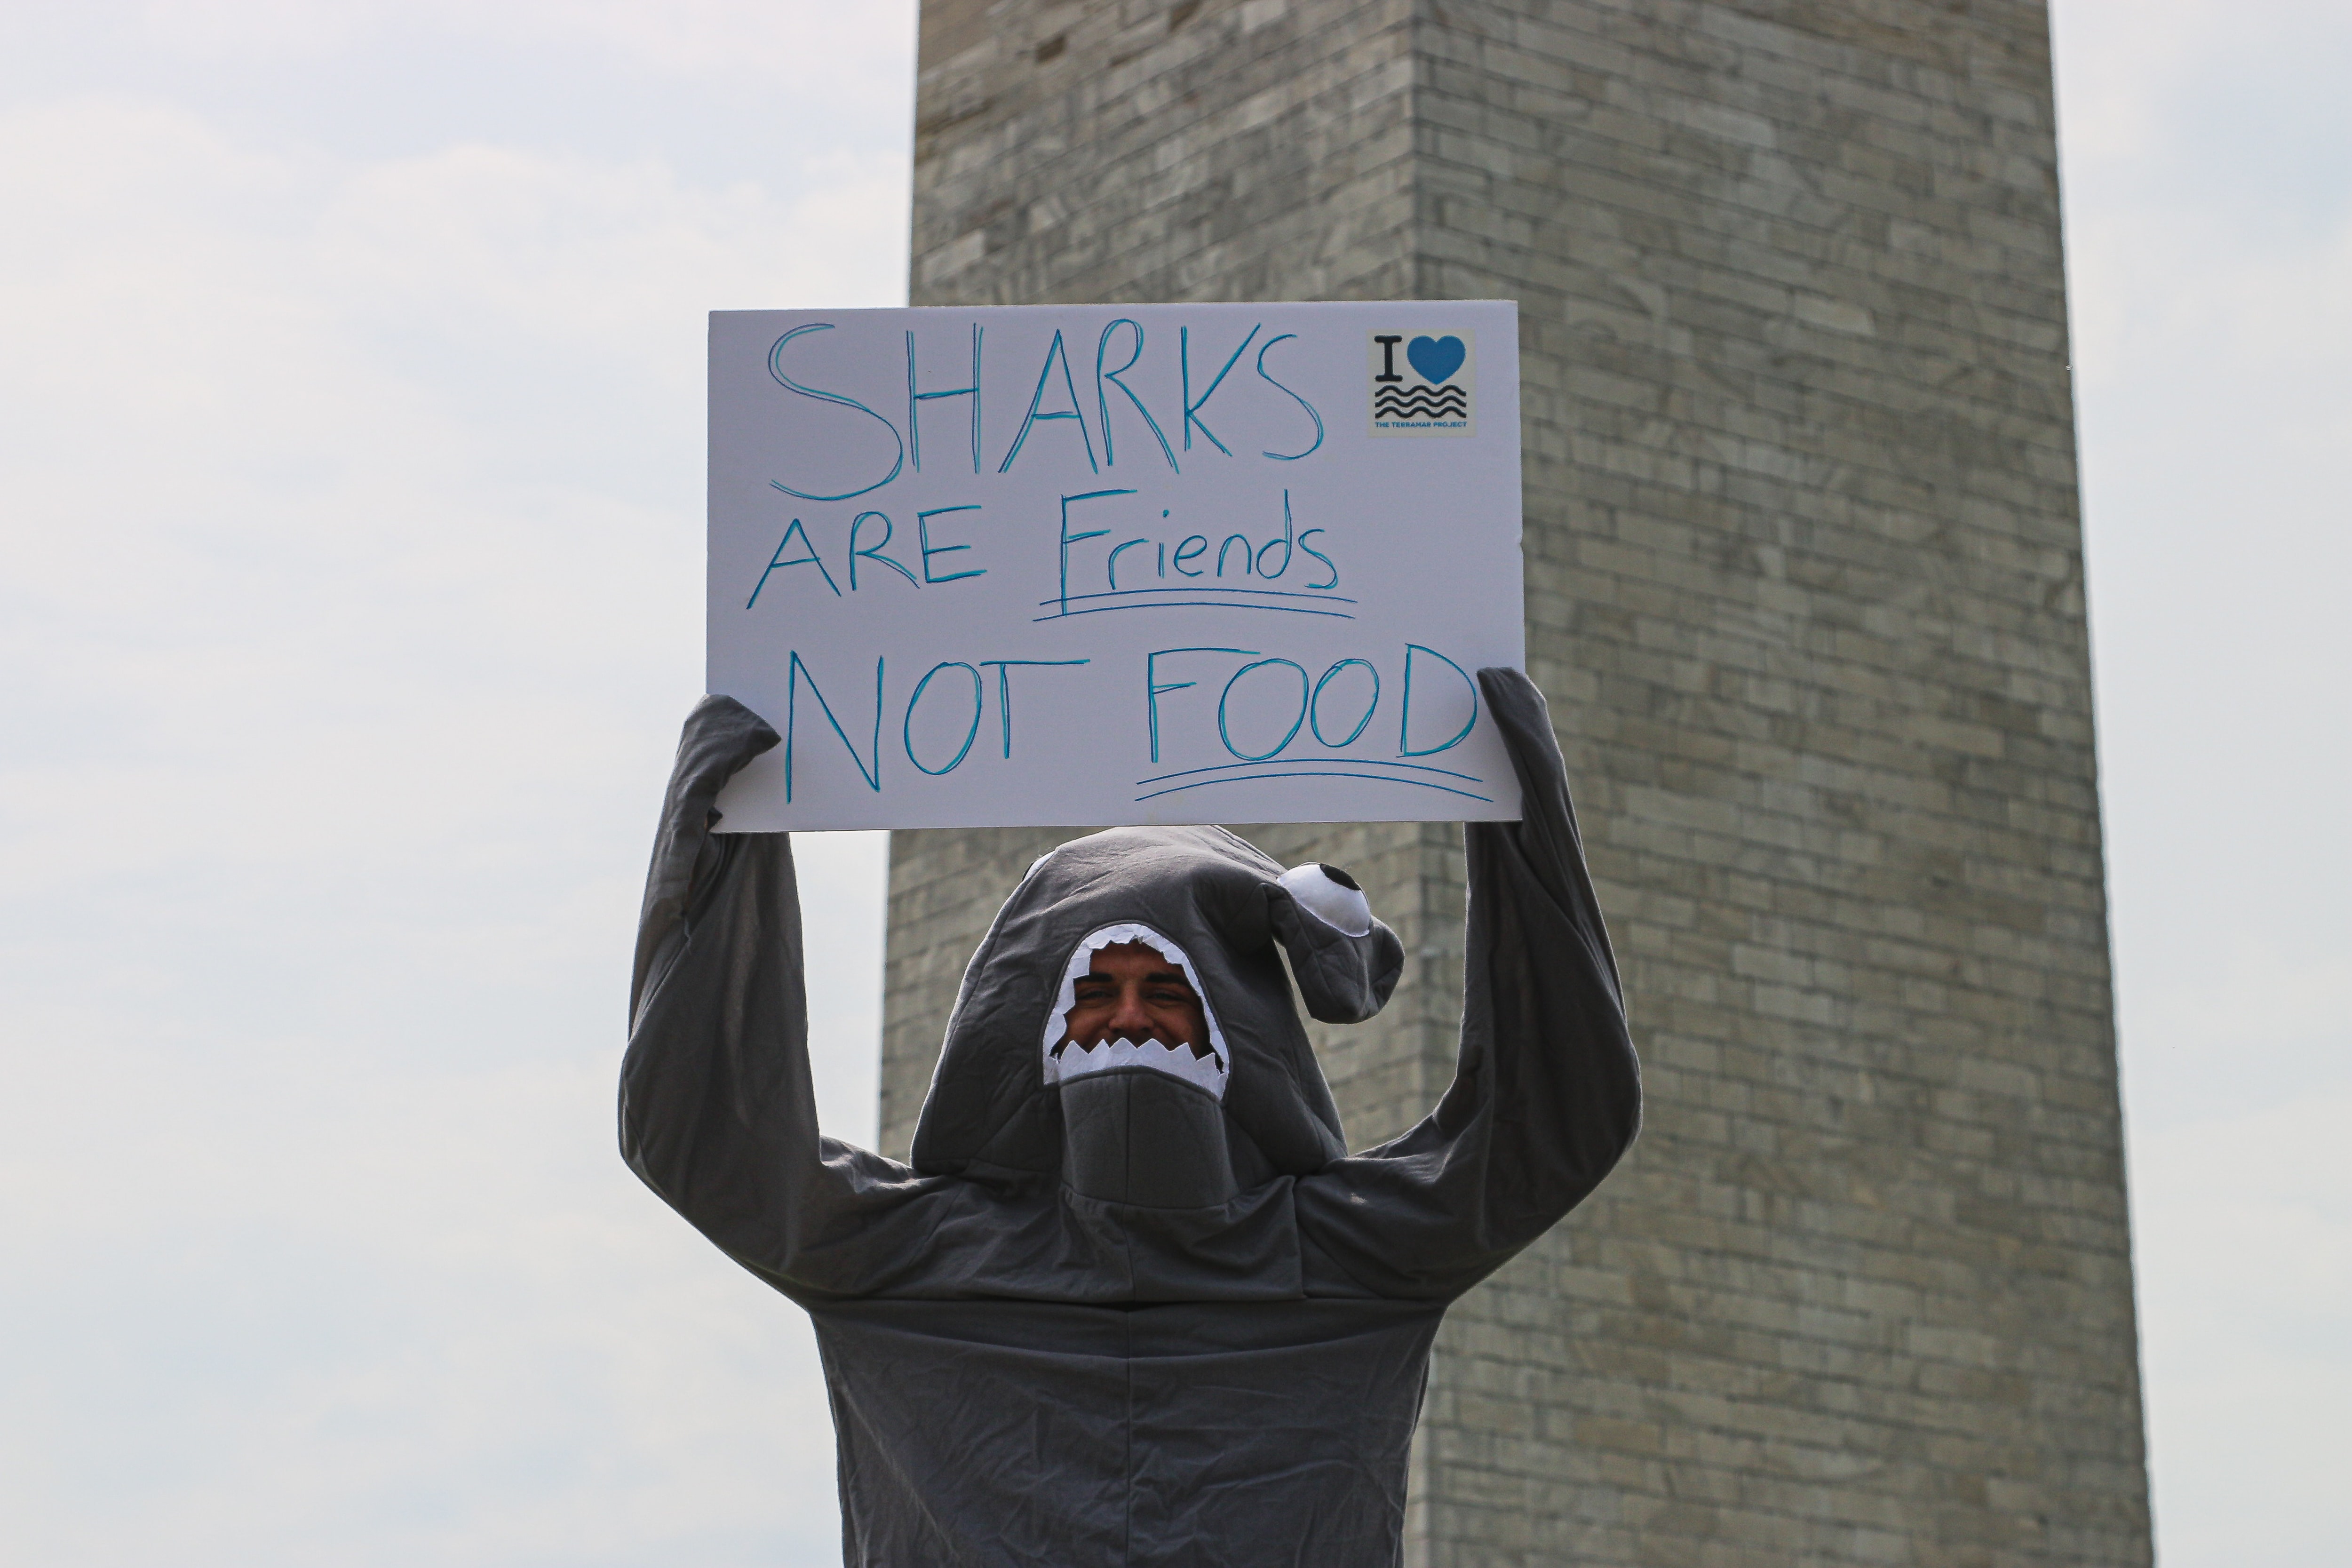 SHARKS
ARE Friends
NOT FOOD
I
THE TERRAMAR PROJECT